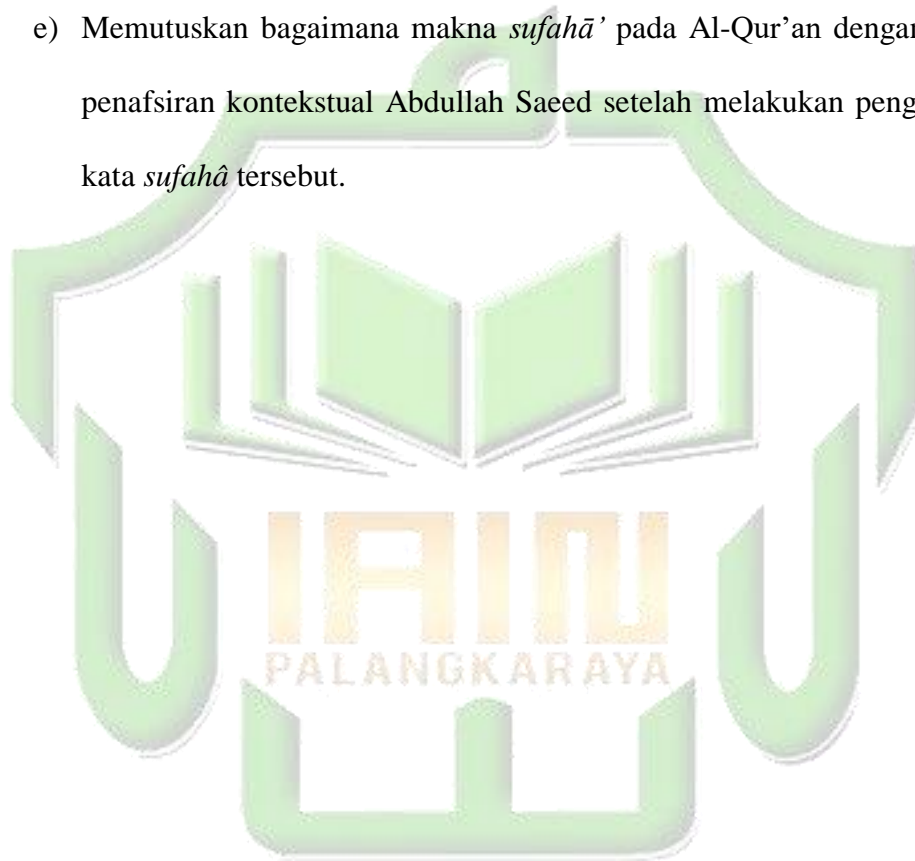 e) Memutuskan bagaimana makna sufahā’ pada Al-Qur’an dengan
penafsiran kontekstual Abdullah Saeed setelah melakukan
kata sufahâ tersebut.
IAIN
PALANGKARAYA